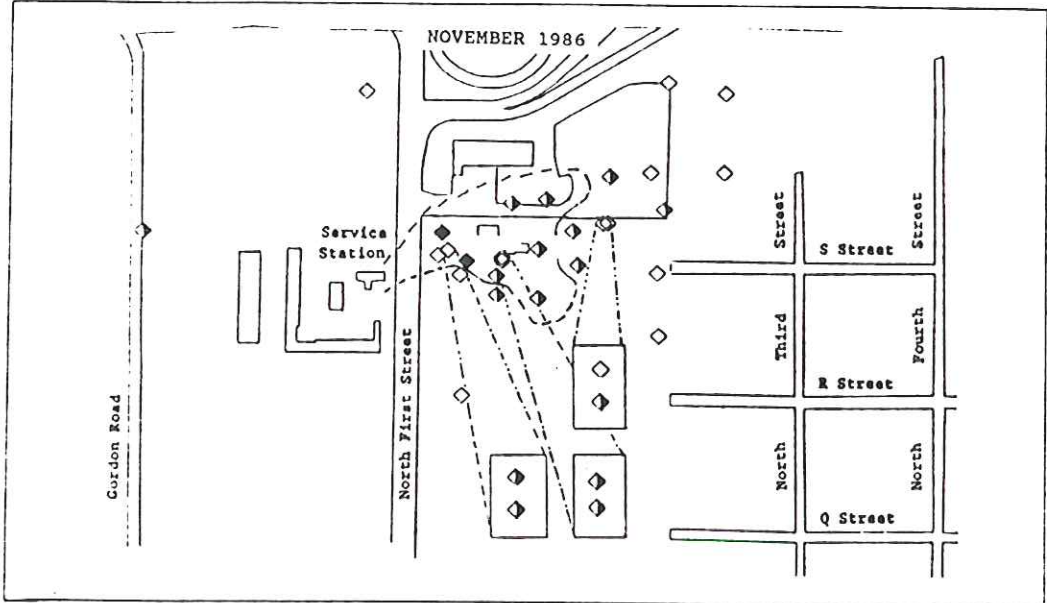 NOVEMBER 1986
Service
Station
Gordon Road
North First Street
North Third Street
North Fourth Street
S Street
R Street
Q Street